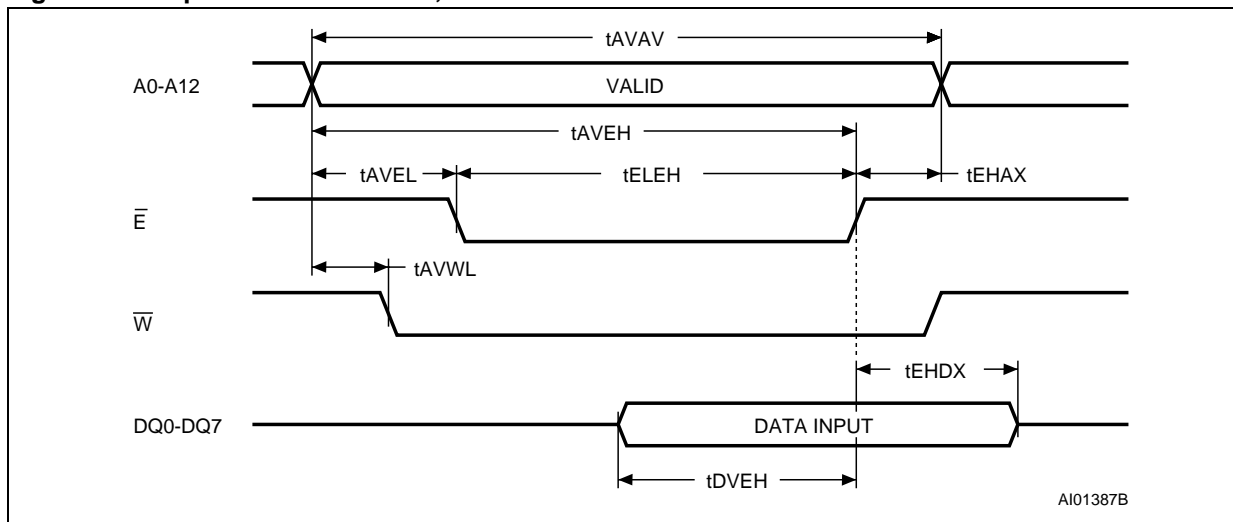 tAVAV
A0-A12
VALID
tAVEH
tAVEL
tELEH
tEHAX
E
tAVWL
W
tEHDX
DQ0-DQ7
DATA INPUT
tDVEH
AI01387B